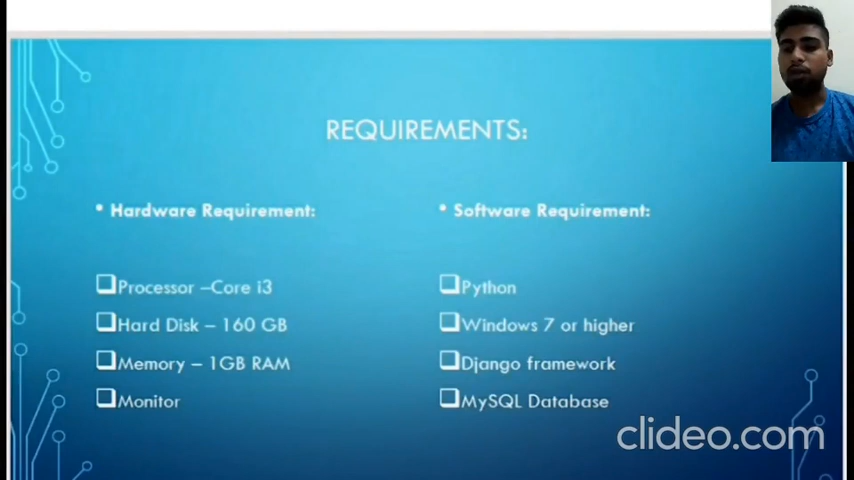 REQUIREMENTS:
• Hardware Requirement:
❑Processor –Core i3
❑Hard Disk – 160 GB
❑Memory – 1GB RAM
❑Monitor
• Software Requirement:
❑Python
❑Windows 7 or higher
❑Django framework
❑MySQL Database
clideo.com